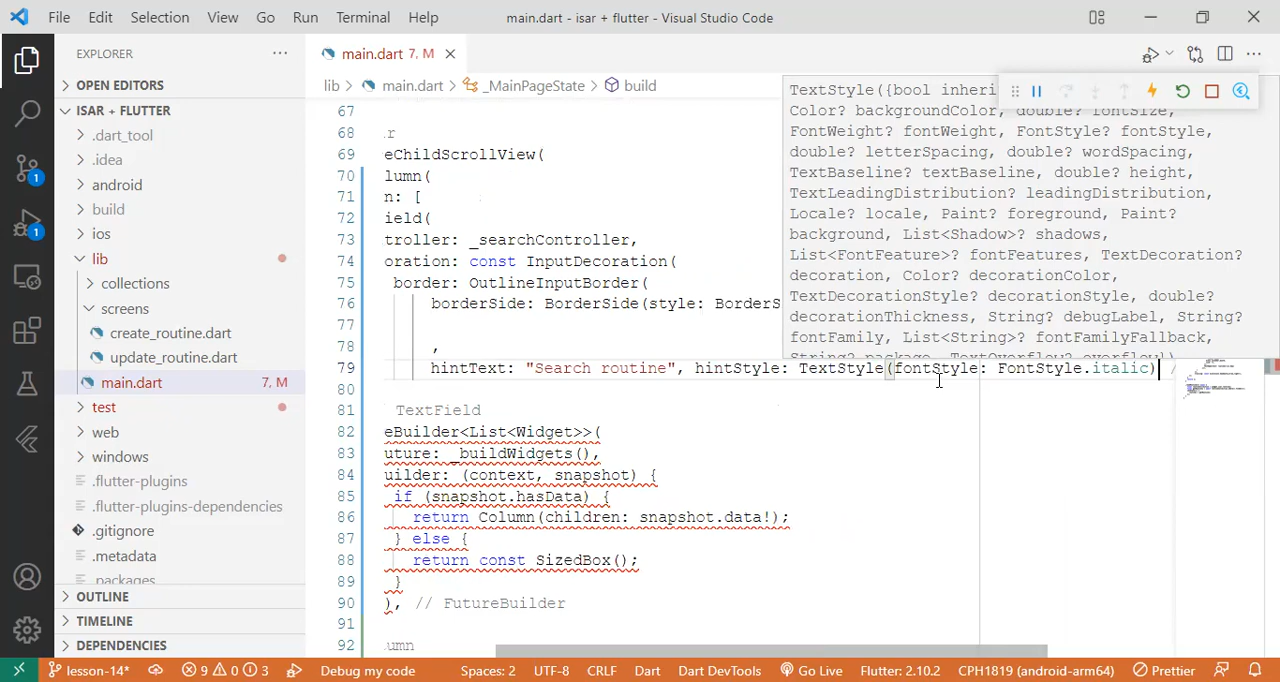 File Edit Selection View Go Run Terminal Help main.dart - isar + flutter - Visual Studio Code
EXPLORER
OPEN EDITORS
ISAR + FLUTTER
.dart_tool
.idea
android
build
ios
lib
collections
screens
create_routine.dart
update_routine.dart
main.dart 7, M
test
web
windows
.flutter-plugins
.flutter-plugins-dependencies
.gitignore
.metadata
.packages
OUTLINE
TIMELINE
DEPENDENCIES
1
1
main.dart 7, M
lib > main.dart > _MainPageState > build
67
68 r
69 eChildScrollView(
70 lumn(
71 n: [
72 ield(
73 troller: _searchController,
74 oration: const InputDecoration(
75 border: OutlineInputBorder(
76 borderSide: BorderSide(style: BorderS
77
78 ,
79 hintText: "Search routine", hintStyle: TextStyle(fontStyle: FontStyle.italic) /
80
81 TextField
82 eBuilder<List<Widget>>(
83 uture: _buildWidgets(),
84 uilder: (context, snapshot) {
85 if (snapshot.hasData) {
86 return Column(children: snapshot.data!);
87 } else {
88 return const SizedBox();
89 }
90 ), // FutureBuilder
91
92 umn
TextStyle({bool inheri
Color? backgroundColor, double? fontSize,
FontWeight? fontWeight, FontStyle? fontStyle,
double? letterSpacing, double? wordSpacing,
TextBaseline? textBaseline, double? height,
TextLeadingDistribution? leadingDistribution,
Locale? locale, Paint? foreground, Paint?
background, List<Shadow>? shadows,
List<FontFeature>? fontFeatures, TextDecoration?
decoration, Color? decorationColor,
TextDecorationStyle? decorationStyle, double?
decorationThickness, String? debugLabel, String?
fontFamily, List<String>? fontFamilyFallback,
String? package, TextOverflow? overflow})
lesson-14* 9 0 3 Debug my code Spaces: 2 UTF-8 CRLF Dart Dart DevTools Go Live Flutter: 2.10.2 CPH1819 (android-arm64) Prettier